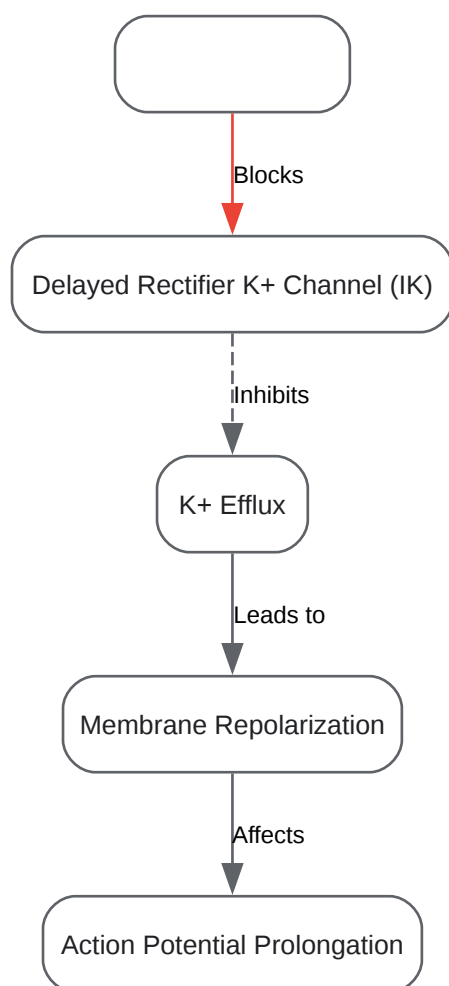 Blocks
Delayed Rectifier K+ Channel (IK)
Inhibits
K+ Efflux
Leads to
Membrane Repolarization
Affects
Action Potential Prolongation